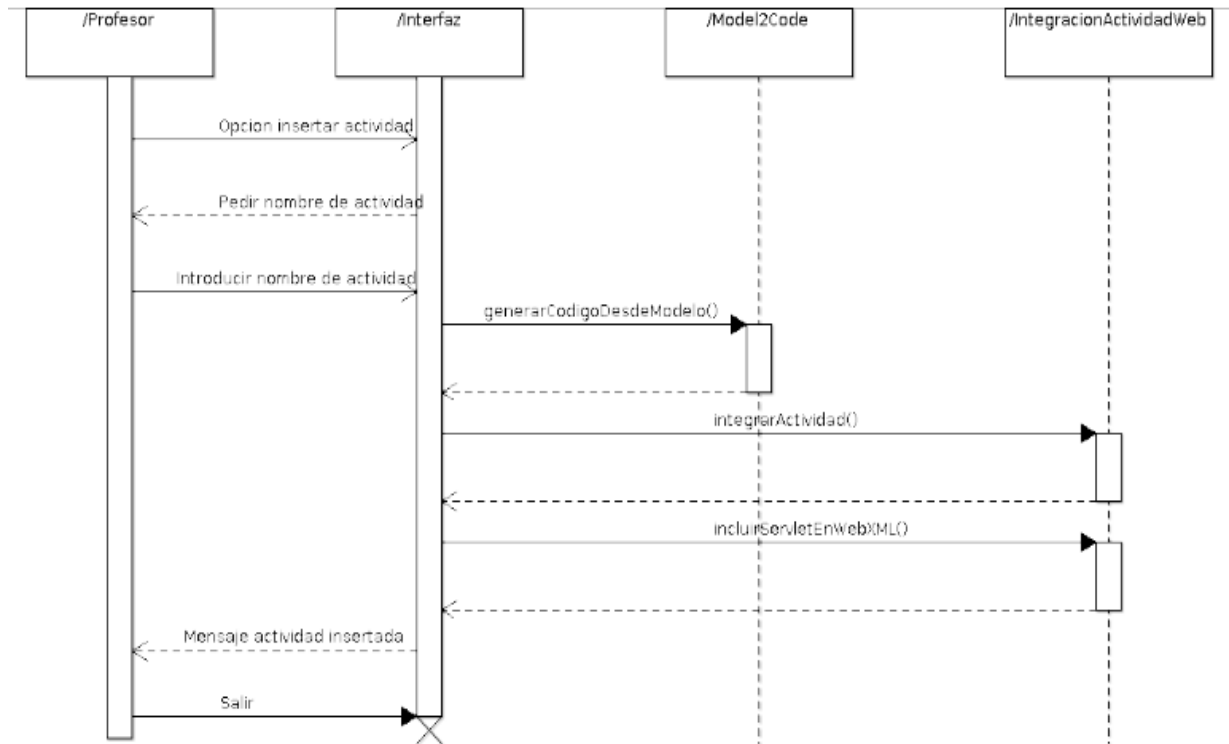 /Profesor
/Interfaz
/Model2Code
/IntegracionActividadWeb
Opcion insertar actividad
Pedir nombre de actividad
Introducir nombre de actividad
generarCodigoDesdeModelo()
integrarActividad()
incluirServletEnWebXML()
Mensaje actividad insertada
Salir